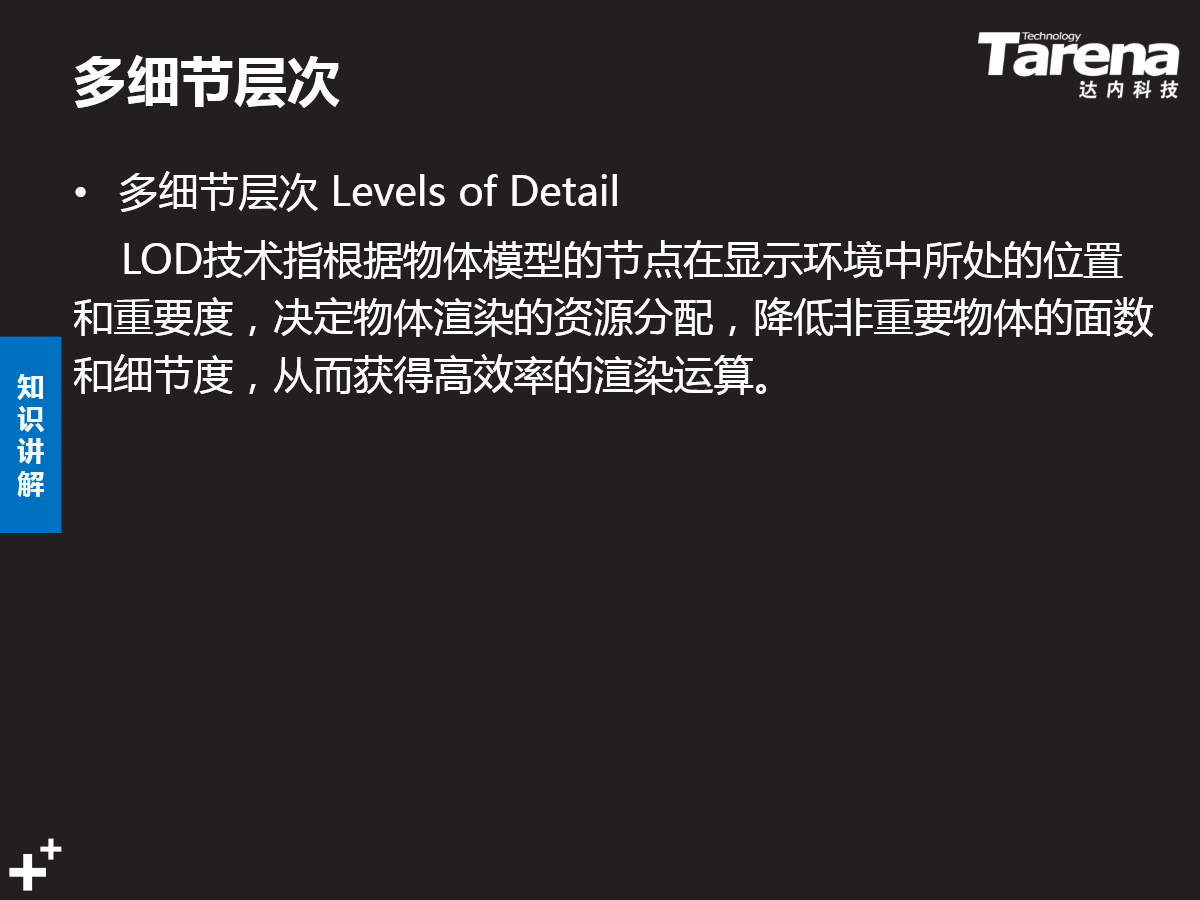 多细节层次
Technology
Tarena
达内科技
• 多细节层次 Levels of Detail
LOD技术指根据物体模型的节点在显示环境中所处的位置
和重要度，决定物体渲染的资源分配，降低非重要物体的面数
和细节度，从而获得高效率的渲染运算。
知
识
讲
解